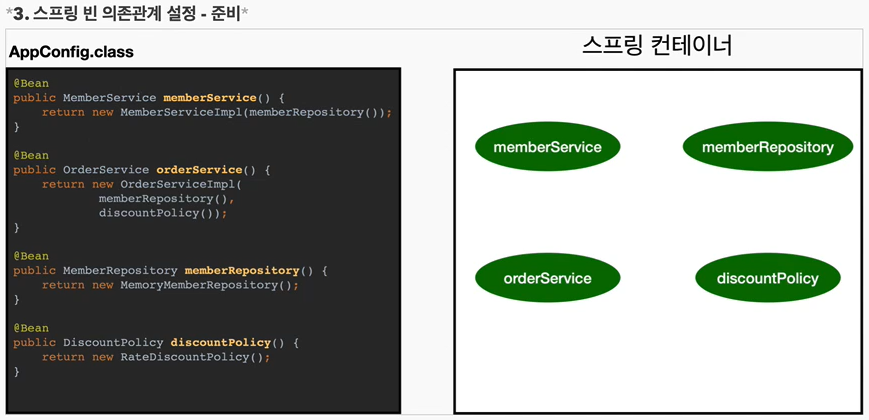 *3. 스프링 빈 의존관계 설정 - 준비*
AppConfig.class
@Bean
public MemberService memberService() {
    return new MemberServiceImpl(memberRepository());
}
@Bean
public OrderService orderService() {
    return new OrderServiceImpl(
            memberRepository(),
            discountPolicy());
}
@Bean
public MemberRepository memberRepository() {
    return new MemoryMemberRepository();
}
@Bean
public DiscountPolicy discountPolicy() {
    return new RateDiscountPolicy();
}
스프링 컨테이너
memberService
memberRepository
orderService
discountPolicy